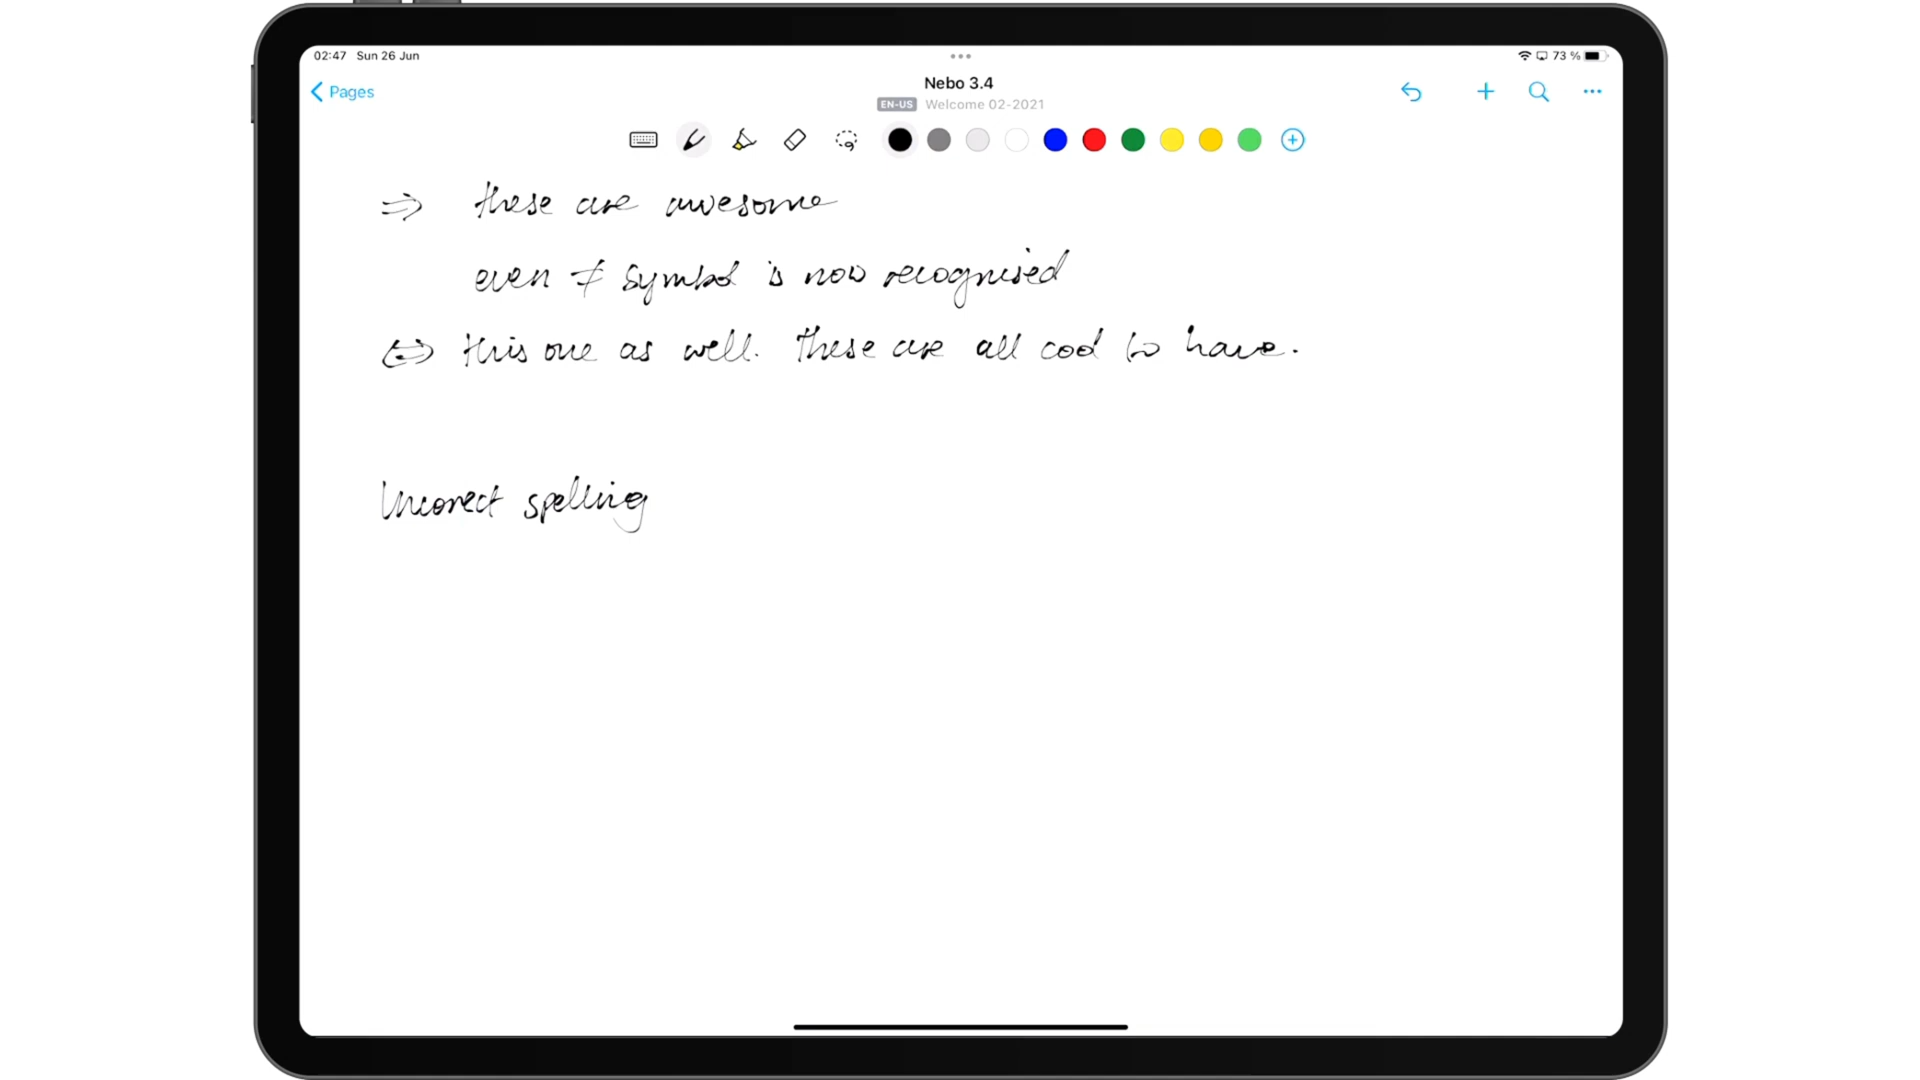 02:47 Sun 26 Jun 73 %
Pages
Nebo 3.4
EN-US Welcome 02-2021
⇒ these are awesome
even ≠ symbol is now recognised
⇔ this one as well. These are all cool to have.
Uncorect spelling